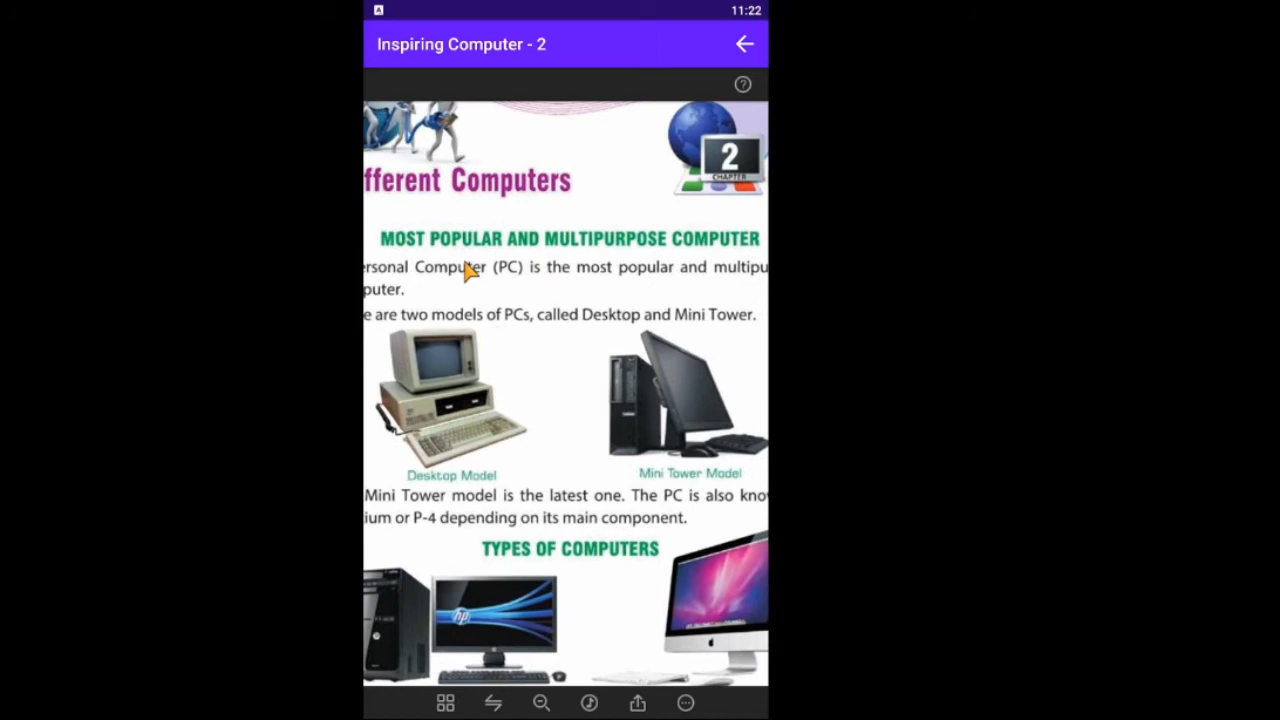 11:22
Inspiring Computer - 2
2
CHAPTER
fferent Computers
MOST POPULAR AND MULTIPURPOSE COMPUTER
ersonal Computer (PC) is the most popular and multipu
puter.
e are two models of PCs, called Desktop and Mini Tower.
Desktop Model
Mini Tower Model
Mini Tower model is the latest one. The PC is also kno
ium or P-4 depending on its main component.
TYPES OF COMPUTERS
hp